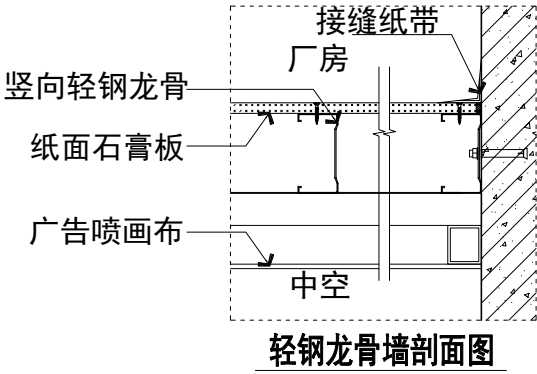 接缝纸带
厂房
竖向轻钢龙骨
纸面石膏板
广告喷画布
中空
轻钢龙骨墙剖面图